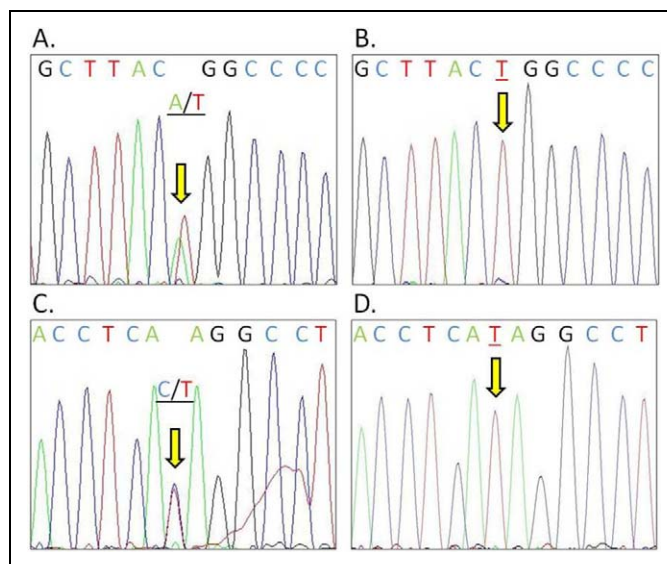 A.
G C T T A C G G C C C C
A/T
B.
G C T T A C T G G C C C C
C.
A C C T C A A G G C C T
C/T
D.
A C C T C A T A G G C C T